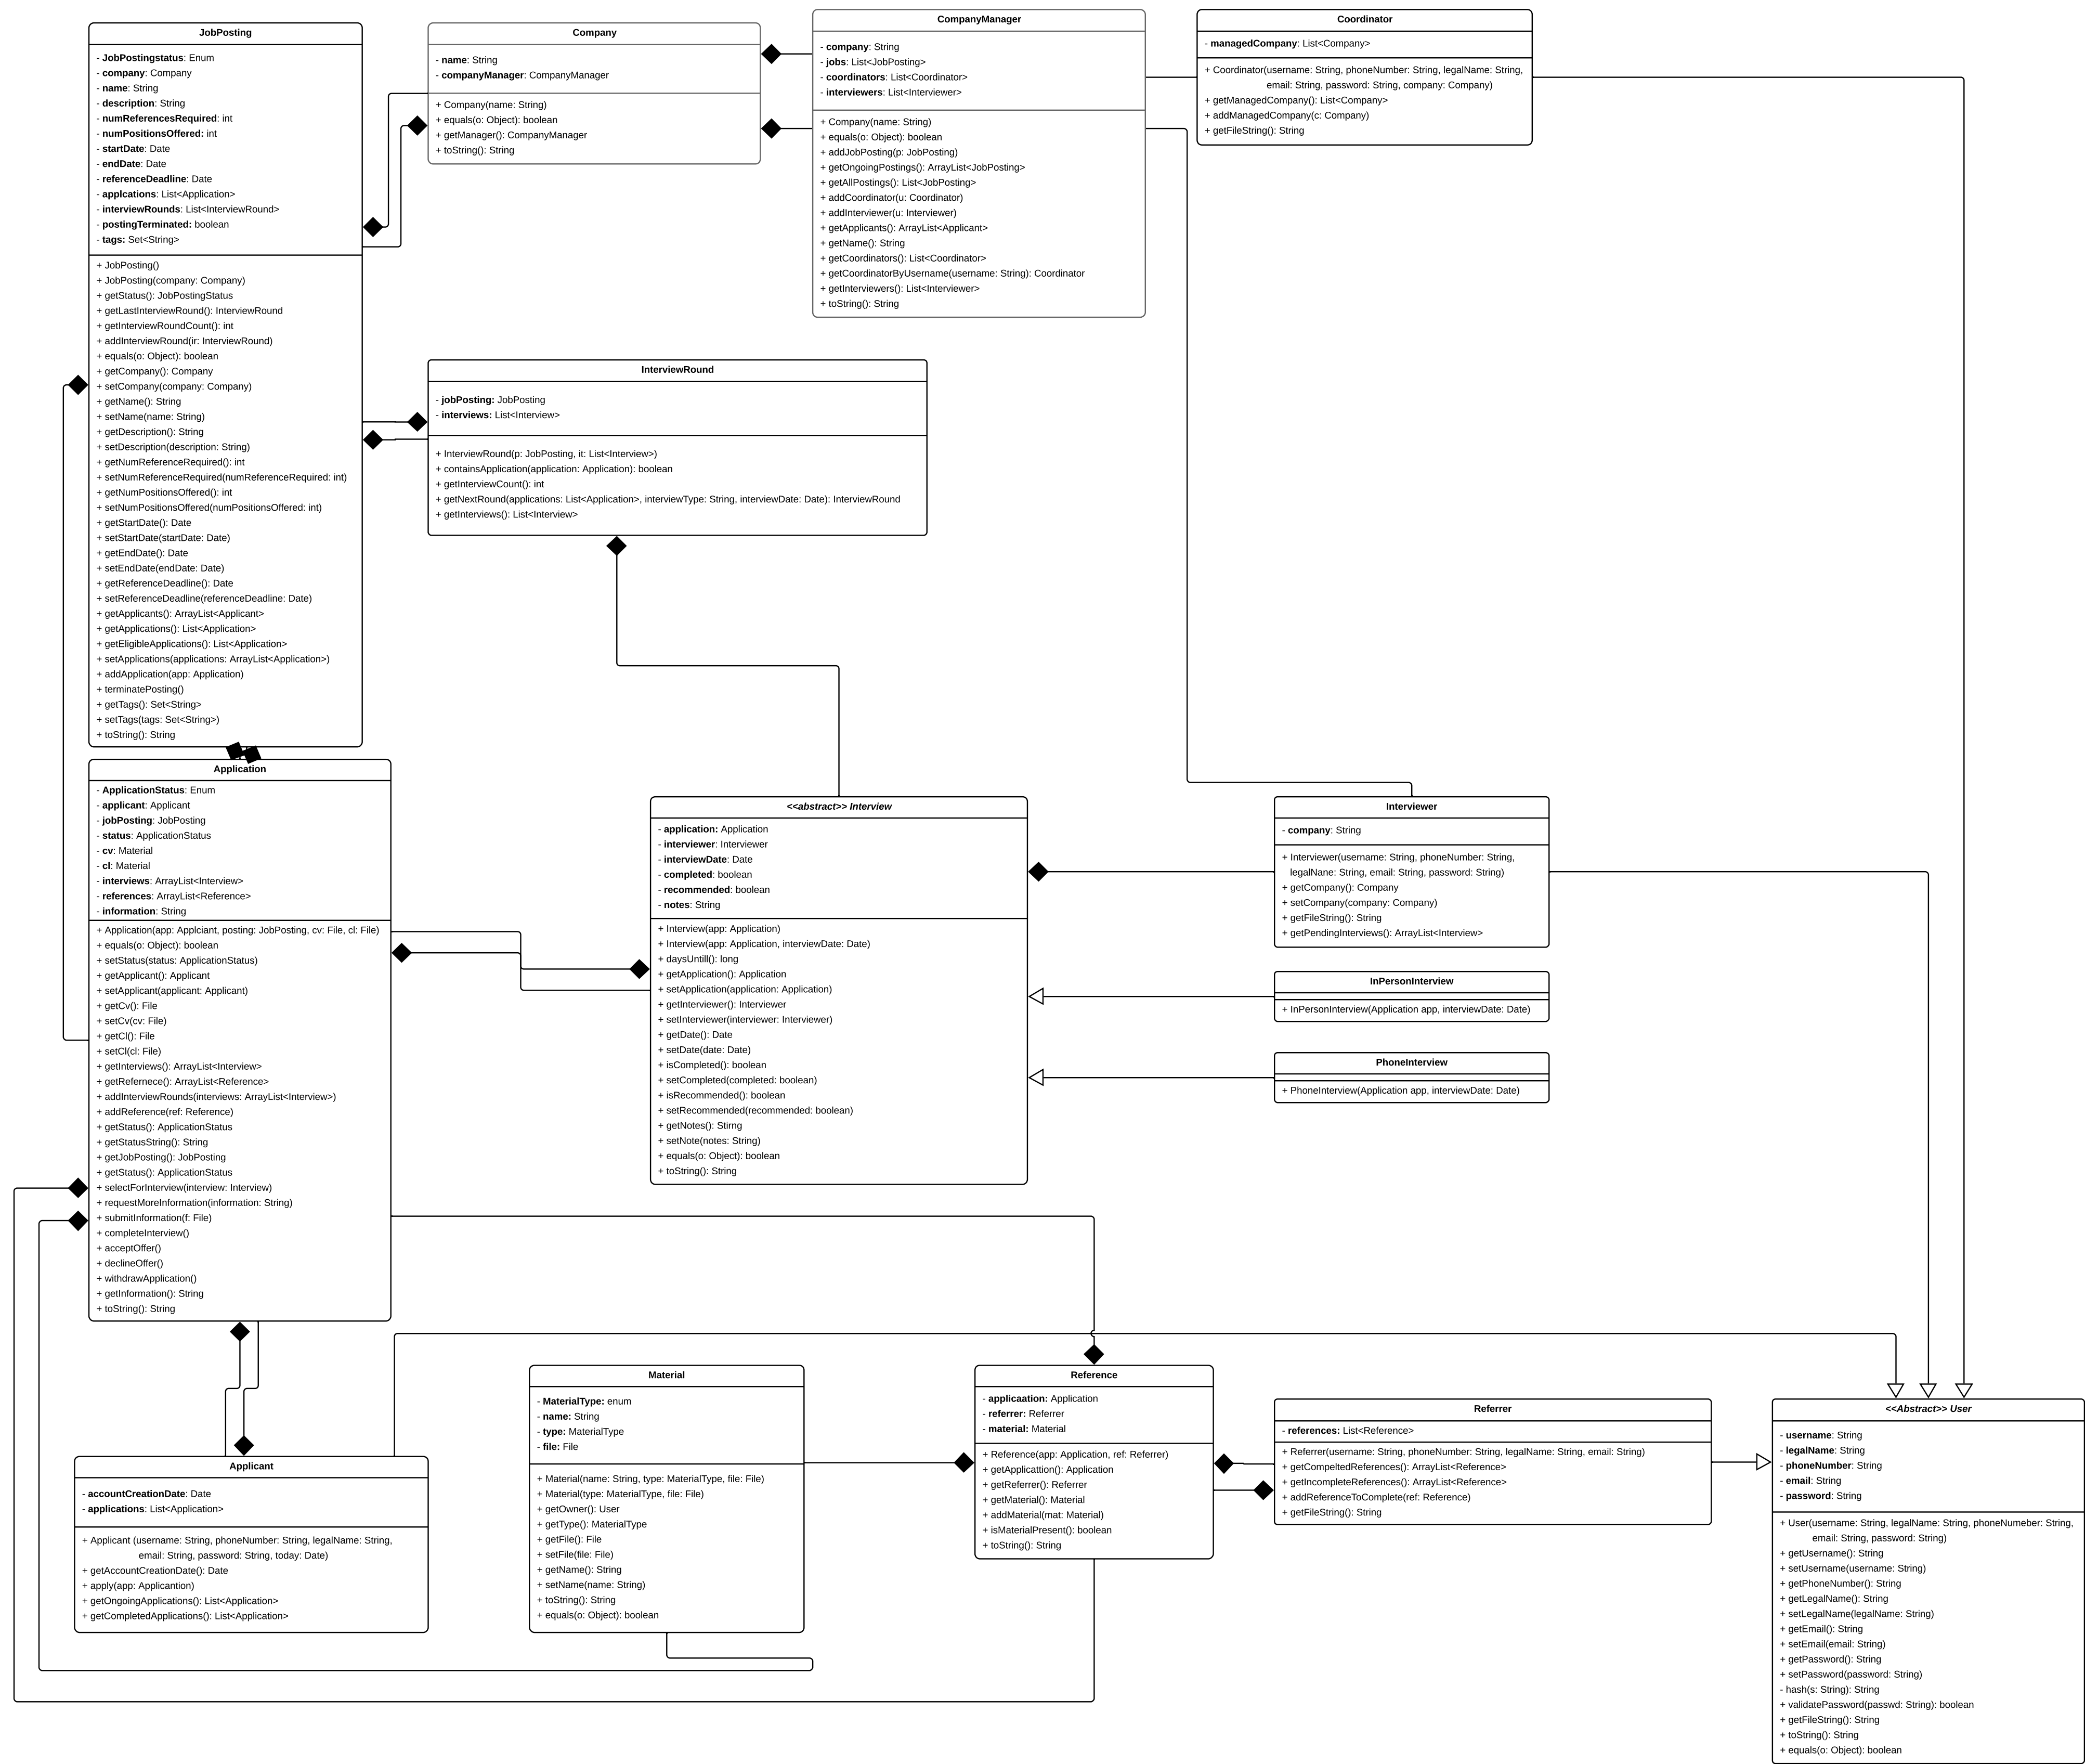 JobPosting
- JobPostingstatus: Enum
- company: Company
- name: String
- description: String
- numReferencesRequired: int
- numPositionsOffered: int
- startDate: Date
- endDate: Date
- referenceDeadline: Date
- applcations: List<Application>
- interviewRounds: List<InterviewRound>
- postingTerminated: boolean
- tags: Set<String>
+ JobPosting()
+ JobPosting(company: Company)
+ getStatus(): JobPostingStatus
+ getLastInterviewRound(): InterviewRound
+ getInterviewRoundCount(): int
+ addInterviewRound(ir: InterviewRound)
+ equals(o: Object): boolean
+ getCompany(): Company
+ setCompany(company: Company)
+ getName(): String
+ setName(name: String)
+ getDescription(): String
+ setDescription(description: String)
+ getNumReferenceRequired(): int
+ setNumReferenceRequired(numReferenceRequired: int)
+ getNumPositionsOffered(): int
+ setNumPositionsOffered(numPositionsOffered: int)
+ getStartDate(): Date
+ setStartDate(startDate: Date)
+ getEndDate(): Date
+ setEndDate(endDate: Date)
+ getReferenceDeadline(): Date
+ setReferenceDeadline(referenceDeadline: Date)
+ getApplicants(): ArrayList<Applicant>
+ getApplications(): List<Application>
+ getEligibleApplications(): List<Application>
+ setApplications(applications: ArrayList<Application>)
+ addApplication(app: Application)
+ terminatePosting()
+ getTags(): Set<String>
+ setTags(tags: Set<String>)
+ toString(): String
Company
- name: String
- companyManager: CompanyManager
+ Company(name: String)
+ equals(o: Object): boolean
+ getManager(): CompanyManager
+ toString(): String
CompanyManager
- company: String
- jobs: List<JobPosting>
- coordinators: List<Coordinator>
- interviewers: List<Interviewer>
+ Company(name: String)
+ equals(o: Object): boolean
+ addJobPosting(p: JobPosting)
+ getOngoingPostings(): ArrayList<JobPosting>
+ getAllPostings(): List<JobPosting>
+ addCoordinator(u: Coordinator)
+ addInterviewer(u: Interviewer)
+ getApplicants(): ArrayList<Applicant>
+ getName(): String
+ getCoordinators(): List<Coordinator>
+ getCoordinatorByUsername(username: String): Coordinator
+ getInterviewers(): List<Interviewer>
+ toString(): String
Coordinator
- managedCompany: List<Company>
+ Coordinator(username: String, phoneNumber: String, legalName: String,
email: String, password: String, company: Company)
+ getManagedCompany(): List<Company>
+ addManagedCompany(c: Company)
+ getFileString(): String
InterviewRound
- jobPosting: JobPosting
- interviews: List<Interview>
+ InterviewRound(p: JobPosting, it: List<Interview>)
+ containsApplication(application: Application): boolean
+ getInterviewCount(): int
+ getNextRound(applications: List<Application>, interviewType: String, interviewDate: Date): InterviewRound
+ getInterviews(): List<Interview>
Application
- ApplicationStatus: Enum
- applicant: Applicant
- jobPosting: JobPosting
- status: ApplicationStatus
- cv: Material
- cl: Material
- interviews: ArrayList<Interview>
- references: ArrayList<Reference>
- information: String
+ Application(app: Applciant, posting: JobPosting, cv: File, cl: File)
+ equals(o: Object): boolean
+ setStatus(status: ApplicationStatus)
+ getApplicant(): Applicant
+ setApplicant(applicant: Applicant)
+ getCv(): File
+ setCv(cv: File)
+ getCl(): File
+ setCl(cl: File)
+ getInterviews(): ArrayList<Interview>
+ getRefernece(): ArrayList<Reference>
+ addInterviewRounds(interviews: ArrayList<Interview>)
+ addReference(ref: Reference)
+ getStatus(): ApplicationStatus
+ getStatusString(): String
+ getJobPosting(): JobPosting
+ getStatus(): ApplicationStatus
+ selectForInterview(interview: Interview)
+ requestMoreInformation(information: String)
+ submitInformation(f: File)
+ completeInterview()
+ acceptOffer()
+ declineOffer()
+ withdrawApplication()
+ getInformation(): String
+ toString(): String
<<abstract>> Interview
- application: Application
- interviewer: Interviewer
- interviewDate: Date
- completed: boolean
- recommended: boolean
- notes: String
+ Interview(app: Application)
+ Interview(app: Application, interviewDate: Date)
+ daysUntill(): long
+ getApplication(): Application
+ setApplication(application: Application)
+ getInterviewer(): Interviewer
+ setInterviewer(interviewer: Interviewer)
+ getDate(): Date
+ setDate(date: Date)
+ isCompleted(): boolean
+ setCompleted(completed: boolean)
+ isRecommended(): boolean
+ setRecommended(recommended: boolean)
+ getNotes(): Stirng
+ setNote(notes: String)
+ equals(o: Object): boolean
+ toString(): String
Interviewer
- company: String
+ Interviewer(username: String, phoneNumber: String,
legalNane: String, email: String, password: String)
+ getCompany(): Company
+ setCompany(company: Company)
+ getFileString(): String
+ getPendingInterviews(): ArrayList<Interview>
InPersonInterview
+ InPersonInterview(Application app, interviewDate: Date)
PhoneInterview
+ PhoneInterview(Application app, interviewDate: Date)
Applicant
- accountCreationDate: Date
- applications: List<Application>
+ Applicant (username: String, phoneNumber: String, legalName: String,
email: String, password: String, today: Date)
+ getAccountCreationDate(): Date
+ apply(app: Applicantion)
+ getOngoingApplications(): List<Application>
+ getCompletedApplications(): List<Application>
Material
- MaterialType: enum
- name: String
- type: MaterialType
- file: File
+ Material(name: String, type: MaterialType, file: File)
+ Material(type: MaterialType, file: File)
+ getOwner(): User
+ getType(): MaterialType
+ getFile(): File
+ setFile(file: File)
+ getName(): String
+ setName(name: String)
+ toString(): String
+ equals(o: Object): boolean
Reference
- applicaation: Application
- referrer: Referrer
- material: Material
+ Reference(app: Application, ref: Referrer)
+ getApplication(): Application
+ getReferrer(): Referrer
+ getMaterial(): Material
+ addMaterial(mat: Material)
+ isMaterialPresent(): boolean
+ toString(): String
Referrer
- references: List<Reference>
+ Referrer(username: String, phoneNumber: String, legalName: String, email: String)
+ getCompeltedReferences(): ArrayList<Reference>
+ getIncompleteReferences(): ArrayList<Reference>
+ addReferenceToComplete(ref: Reference)
+ getFileString(): String
<<Abstract>> User
- username: String
- legalName: String
- phoneNumber: String
- email: String
- password: String
+ User(username: String, legalName: String, phoneNumeber: String,
email: String, password: String)
+ getUsername(): String
+ setUsername(username: String)
+ getPhoneNumber(): String
+ getLegalName(): String
+ setLegalName(legalName: String)
+ getEmail(): String
+ setEmail(email: String)
+ getPassword(): String
+ setPassword(password: String)
- hash(s: String): String
+ validatePassword(passwd: String): boolean
+ getFileString(): String
+ toString(): String
+ equals(o: Object): boolean